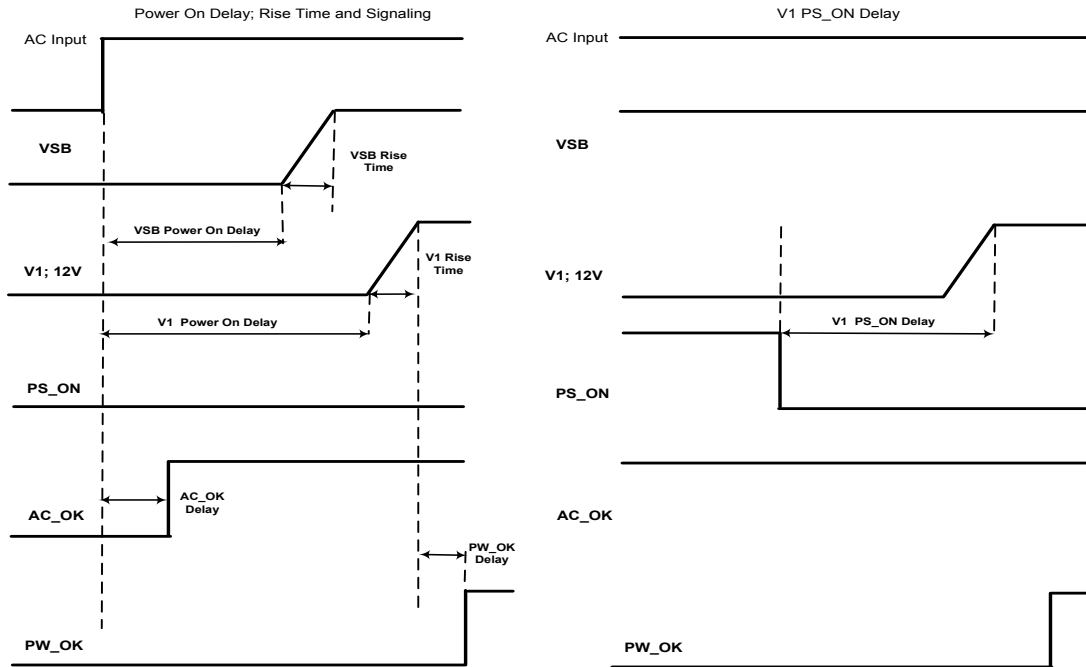 Power On Delay; Rise Time and Signaling
AC Input
VSB
VSB Rise
Time
VSB Power On Delay
V1; 12V
V1 Rise
Time
V1 Power On Delay
PS_ON
AC_OK
Delay
AC_OK
PW_OK
Delay
PW_OK
V1 PS_ON Delay
AC Input
VSB
V1; 12V
V1 PS_ON Delay
PS_ON
AC_OK
PW_OK